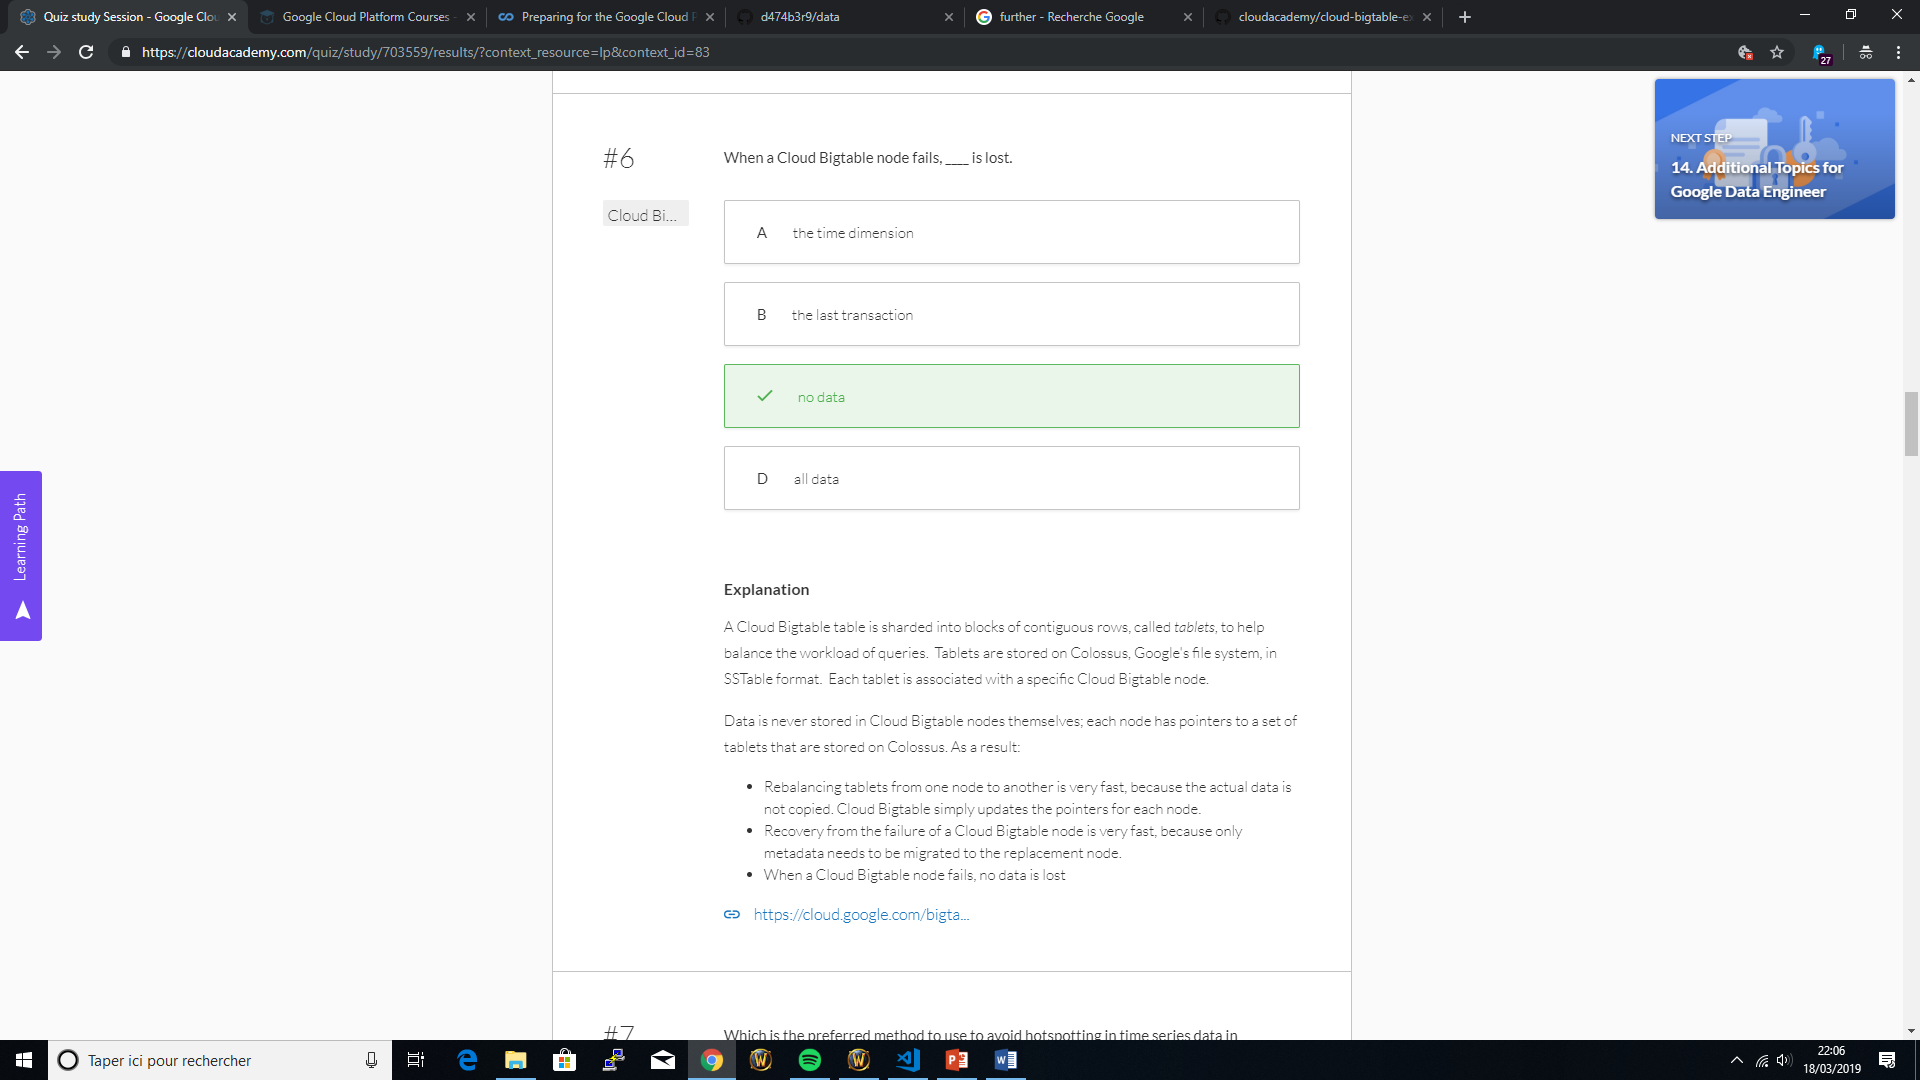 Quiz study Session - Google Clou
Google Cloud Platform Courses -
Preparing for the Google Cloud P
d474b3r9/data
further - Recherche Google
cloudacademy/cloud-bigtable-ex
https://cloudacademy.com/quiz/study/703559/results/?context_resource=lp&context_id=83
27
NEXT STEP
14. Additional Topics for
Google Data Engineer
#6
When a Cloud Bigtable node fails, ____ is lost.
Cloud Bi...
A the time dimension
B the last transaction
no data
D all data
Learning Path
Explanation
A Cloud Bigtable table is sharded into blocks of contiguous rows, called tablets, to help
balance the workload of queries. Tablets are stored on Colossus, Google's file system, in
SSTable format. Each tablet is associated with a specific Cloud Bigtable node.
Data is never stored in Cloud Bigtable nodes themselves; each node has pointers to a set of
tablets that are stored on Colossus. As a result:
• Rebalancing tablets from one node to another is very fast, because the actual data is
not copied. Cloud Bigtable simply updates the pointers for each node.
• Recovery from the failure of a Cloud Bigtable node is very fast, because only
metadata needs to be migrated to the replacement node.
• When a Cloud Bigtable node fails, no data is lost
https://cloud.google.com/bigta...
#7
Which is the preferred method to use to avoid hotspotting in time series data in
Taper ici pour rechercher
22:06
18/03/2019